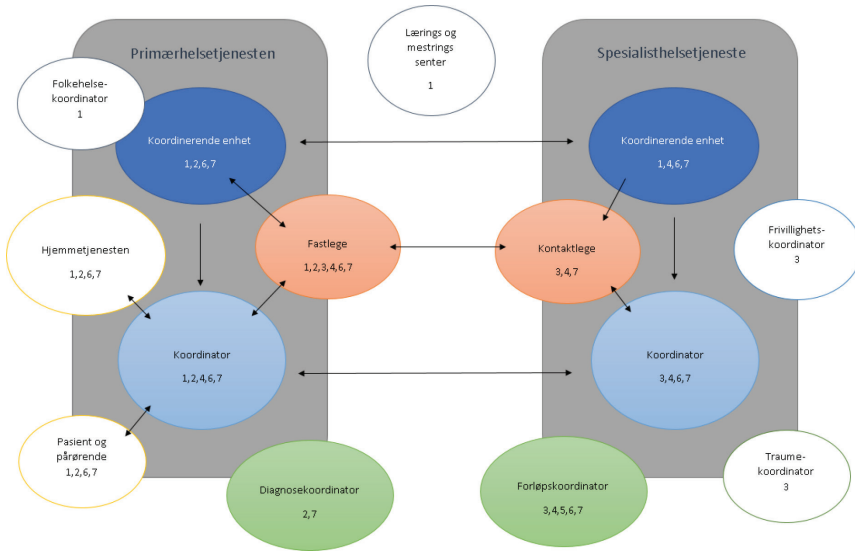 Primærhelsetjenesten
Lærings og
mestrings
senter
1
Spesialisthelsetjeneste
Folkehelse-
koordinator
1
Koordinerende enhet
1,2,6,7
Koordinerende enhet
1,4,6,7
Hjemmetjenesten
1,2,6,7
Fastlege
1,2,3,4,6,7
Kontaktlege
3,4,7
Frivillighets-
koordinator
3
Koordinator
1,2,4,6,7
Koordinator
3,4,6,7
Pasient og
pårørende
1,2,6,7
Diagnosekoordinator
2,7
Forløpskoordinator
3,4,5,6,7
Traume-
koordinator
3